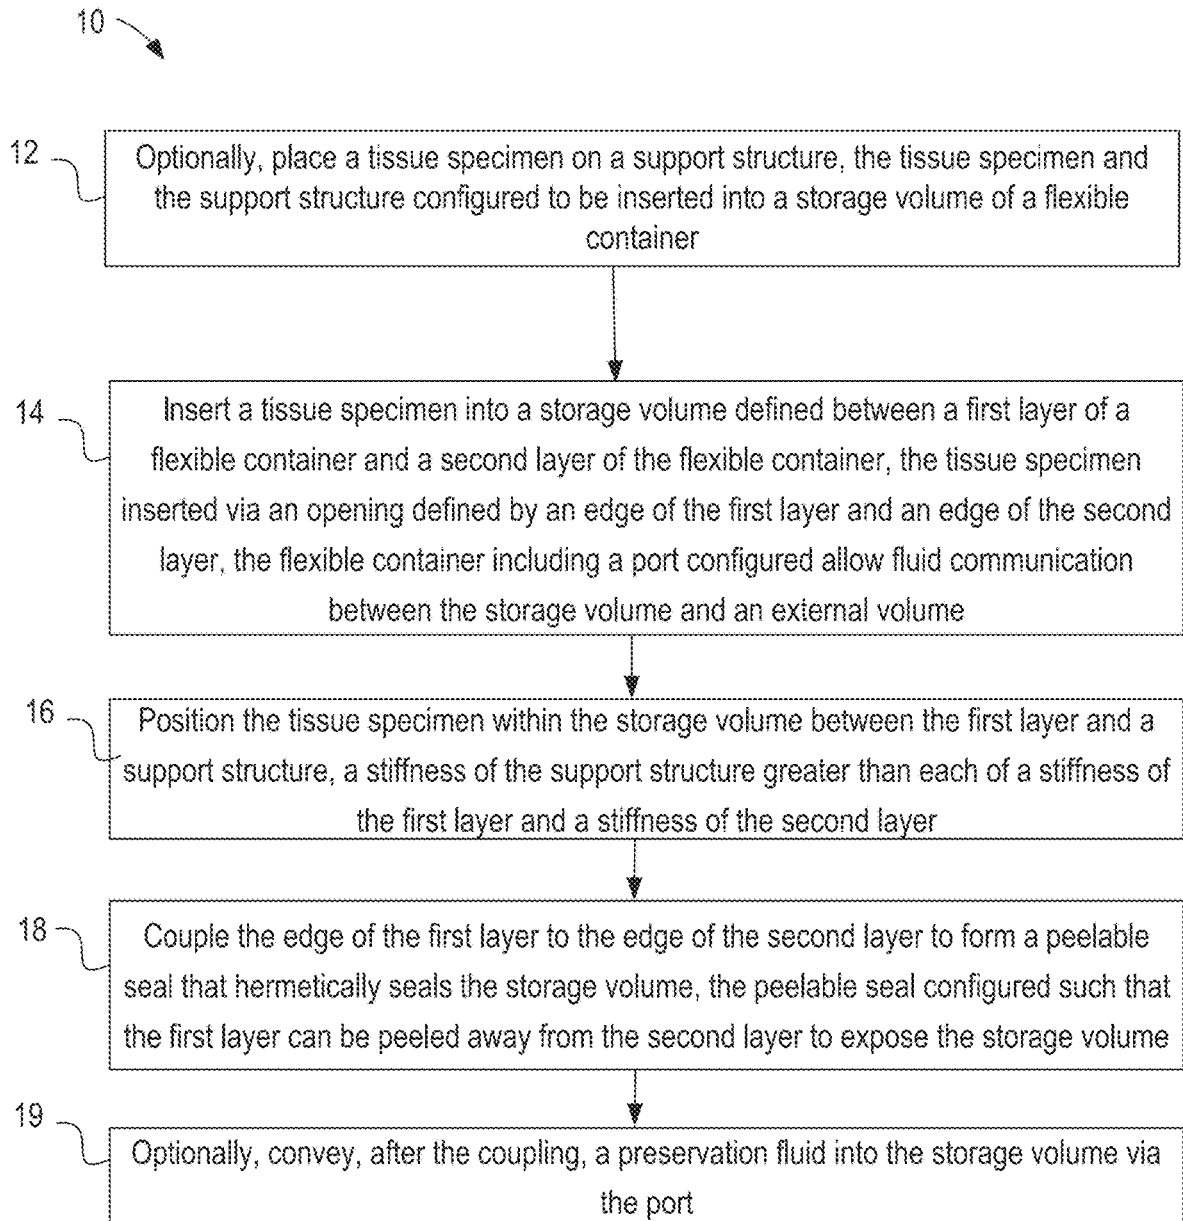 10
12
Optionally, place a tissue specimen on a support structure, the tissue specimen and
the support structure configured to be inserted into a storage volume of a flexible
container
14
Insert a tissue specimen into a storage volume defined between a first layer of a
flexible container and a second layer of the flexible container, the tissue specimen
inserted via an opening defined by an edge of the first layer and an edge of the second
layer, the flexible container including a port configured allow fluid communication
between the storage volume and an external volume
16
Position the tissue specimen within the storage volume between the first layer and a
support structure, a stiffness of the support structure greater than each of a stiffness of
the first layer and a stiffness of the second layer
18
Couple the edge of the first layer to the edge of the second layer to form a peelable
seal that hermetically seals the storage volume, the peelable seal configured such that
the first layer can be peeled away from the second layer to expose the storage volume
19
Optionally, convey, after the coupling, a preservation fluid into the storage volume via
the port